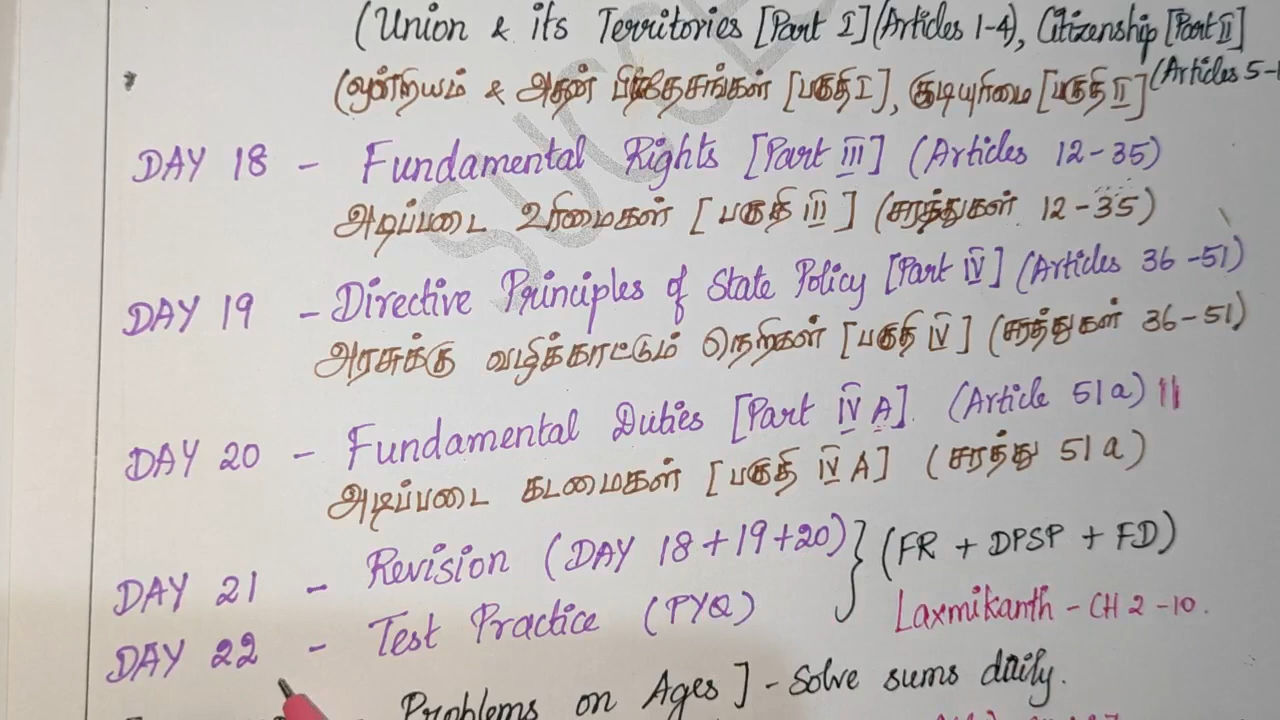 (Union & its Territories [Part I] (Articles 1-4), Citizenship [Part II]
(ஒன்றியம் & அதன் பிரதேசங்கள் [பகுதி I], குடியுரிமை [பகுதி II] (Articles 5-1
DAY 18 - Fundamental Rights [Part III] (Articles 12-35)
அடிப்படை உரிமைகள் [பகுதி III] (சரத்துகள் 12-35)
DAY 19 - Directive Principles of State Policy [Part IV] (Articles 36-51)
அரசுக்கு வழிக்காட்டும் நெறிகள் [பகுதி IV] (சரத்துகள் 36-51)
DAY 20 - Fundamental Duties [Part IV A]. (Article 51a) 11
அடிப்படை கடமைகள் [பகுதி IV A] (சரத்து 51a)
DAY 21 - Revision (DAY 18+19+20) } (FR + DPSP + FD)
DAY 22 - Test Practice (PYQ) Laxmikanth - CH 2-10.
Problems on Ages] - Solve sums daily.